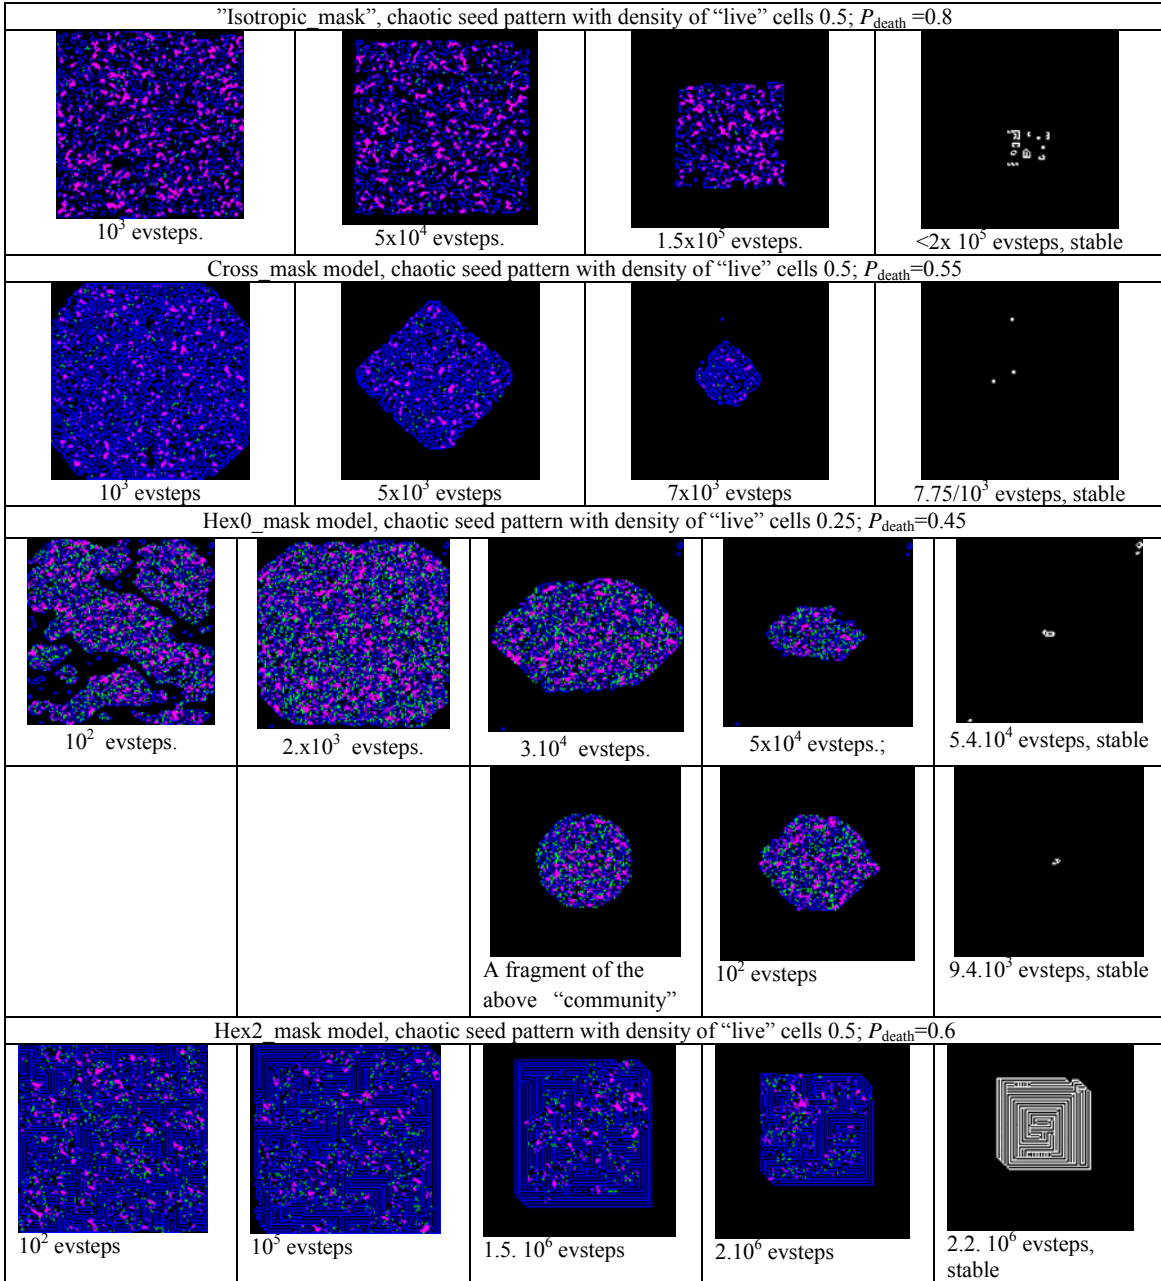 ”Isotropic_mask”, chaotic seed pattern with density of “live” cells 0.5; P_death =0.8
10³ evsteps.
5x10⁴ evsteps.
1.5x10⁵ evsteps.
<2x 10⁵ evsteps, stable
Cross_mask model, chaotic seed pattern with density of “live” cells 0.5; P_death=0.55
10³ evsteps
5x10³ evsteps
7x10³ evsteps
7.75/10³ evsteps, stable
Hex0_mask model, chaotic seed pattern with density of “live” cells 0.25; P_death=0.45
10² evsteps.
2.x10³ evsteps.
3.10⁴ evsteps.
5x10⁴ evsteps.;
5.4.10⁴ evsteps, stable
A fragment of the
above “community”
10² evsteps
9.4.10³ evsteps, stable
Hex2_mask model, chaotic seed pattern with density of “live” cells 0.5; P_death=0.6
10² evsteps
10⁵ evsteps
1.5. 10⁶ evsteps
2.10⁶ evsteps
2.2. 10⁶ evsteps,
stable